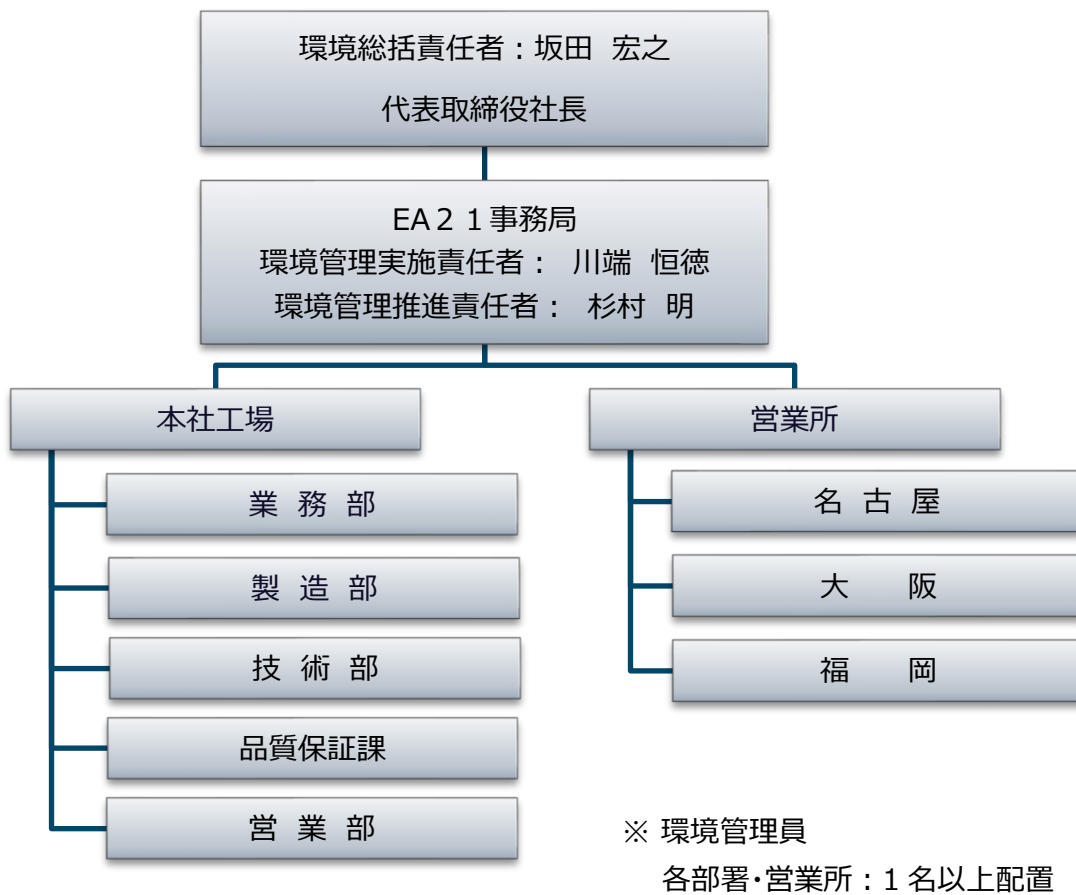 環境総括責任者：坂田 宏之
代表取締役社長
EA２１事務局
環境管理実施責任者： 川端 恒徳
環境管理推進責任者： 杉村 明
本社工場
業 務 部
製 造 部
技 術 部
品質保証課
営 業 部
営業所
名 古 屋
大 阪
福 岡
※ 環境管理員
各部署・営業所：1 名以上配置